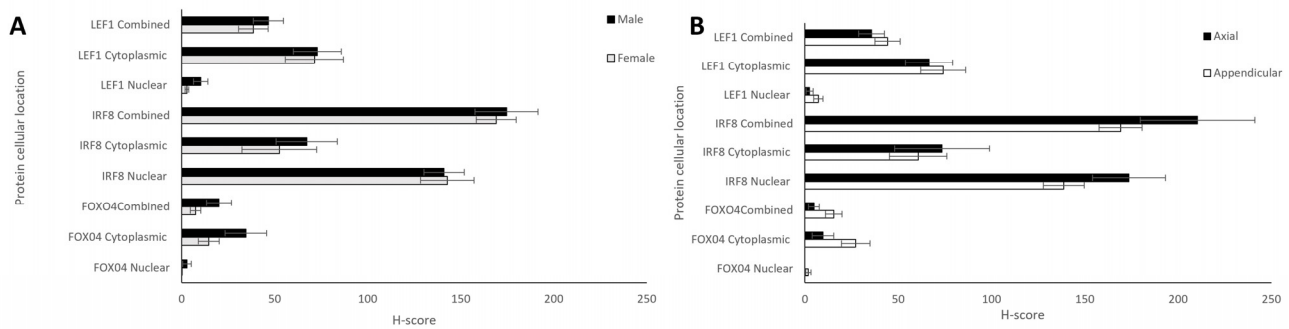 A
Protein cellular location
LEF1 Combined
LEF1 Cytoplasmic
LEF1 Nuclear
IRF8 Combined
IRF8 Cytoplasmic
IRF8 Nuclear
FOXO4CombIned
FOX04 Cytoplasmic
FOX04 Nuclear
0 50 100 150 200 250
H-score
Male
Female
B
Protein cellular location
LEF1 Combined
LEF1 Cytoplasmic
LEF1 Nuclear
IRF8 Combined
IRF8 Cytoplasmic
IRF8 Nuclear
FOXO4Combined
FOX04 Cytoplasmic
FOX04 Nuclear
0 50 100 150 200 250
H-score
Axial
Appendicular